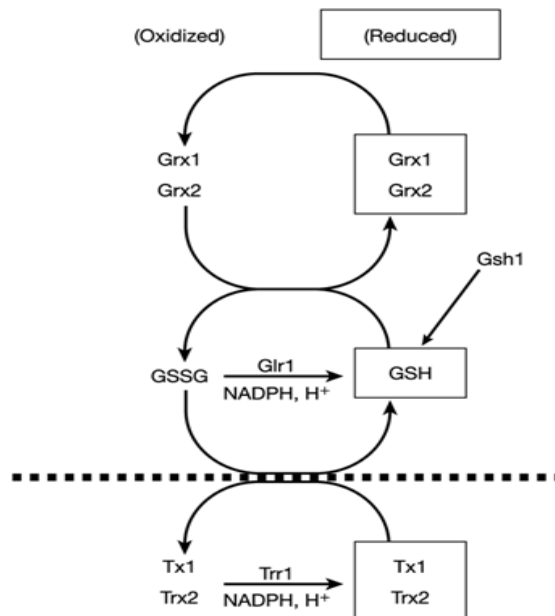 (Oxidized) (Reduced)
Grx1 Grx1
Grx2 Grx2
Gsh1
GSSG Glr1 GSH
NADPH, H⁺
Tx1 Trr1 Tx1
Trx2 NADPH, H⁺ Trx2